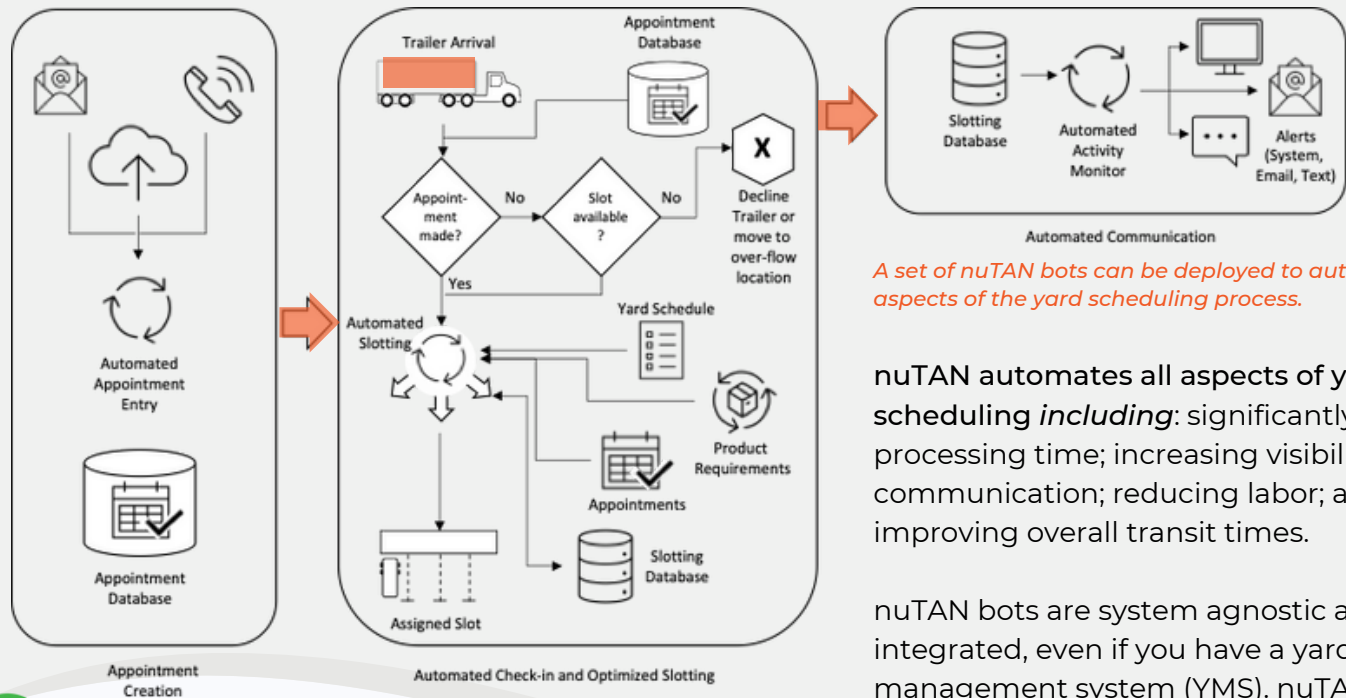 Automated
Appointment
Entry
Appointment
Database
Appointment
Creation
Trailer Arrival
Appointment
Database
Appoint-
ment
made?
No
Slot
available
?
No
X
Decline
Trailer or
move to
over-flow
location
Yes
Automated
Slotting
Yard Schedule
Product
Requirements
Appointments
Slotting
Database
Assigned Slot
Automated Check-in and Optimized Slotting
Slotting
Database
Automated
Activity
Monitor
Alerts
(System,
Email, Text)
Automated Communication
A set of nuTAN bots can be deployed to
aspects of the yard scheduling process.
nuTAN automates all aspects of
scheduling including: significantly
processing time; increasing
communication; reducing labor;
improving overall transit times.
nuTAN bots are system agnostic
integrated, even if you have a yard
management system (YMS).